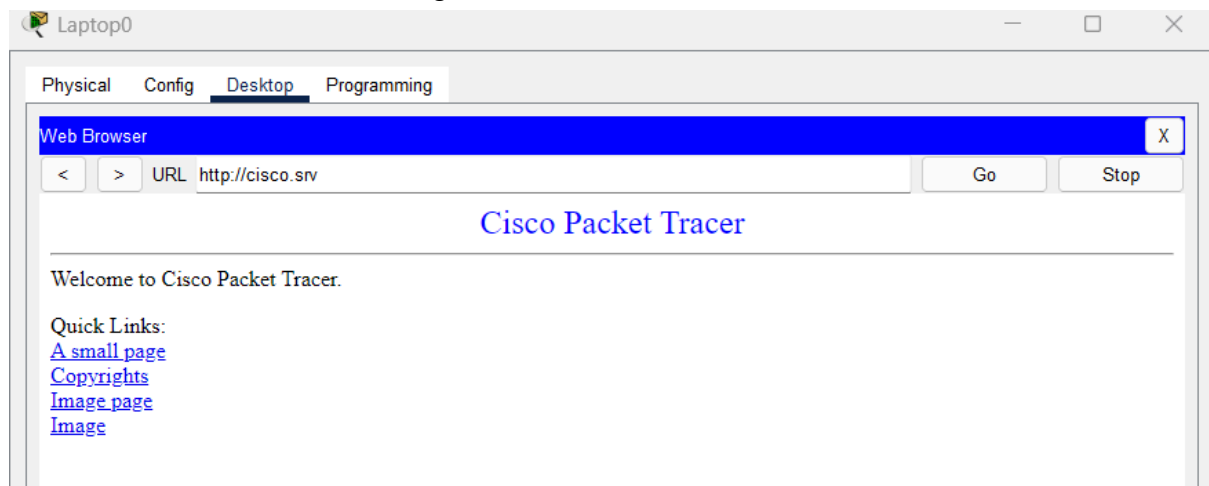 Laptop0
Physical Config Desktop Programming
Web Browser X
< > URL http://cisco.srv Go Stop
Cisco Packet Tracer
Welcome to Cisco Packet Tracer.
Quick Links:
A small page
Copyrights
Image page
Image